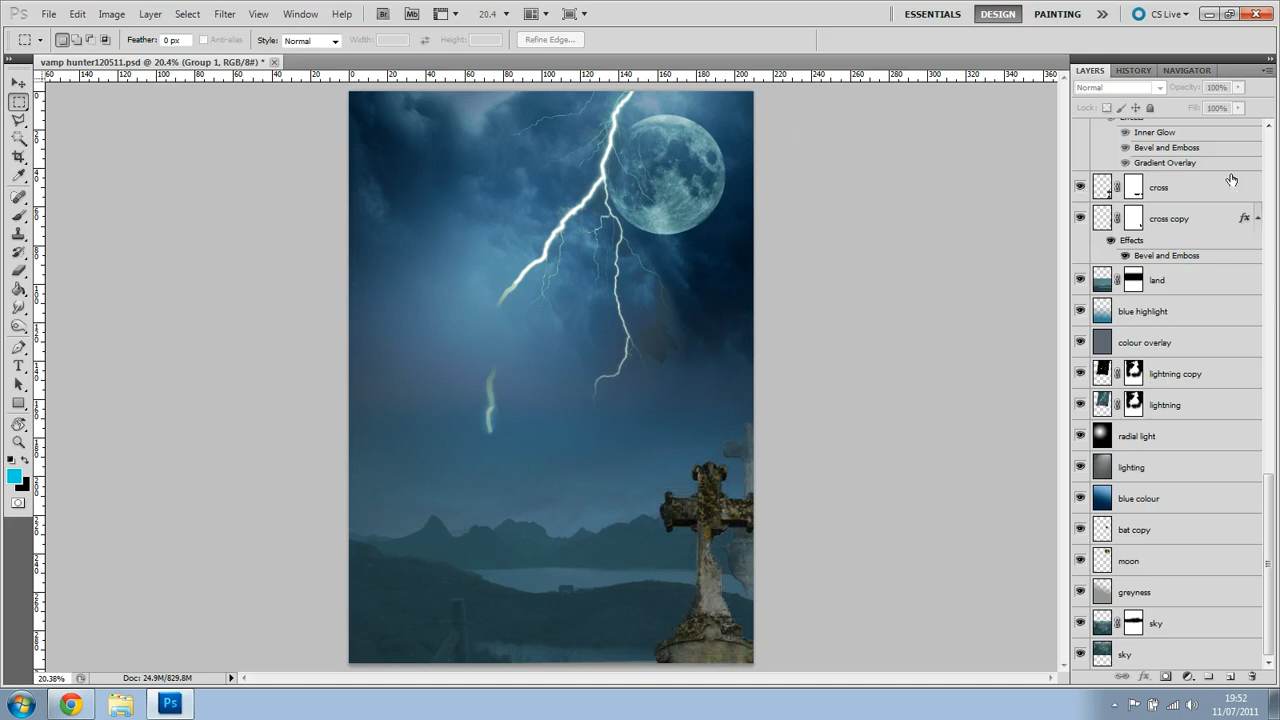 Ps File Edit Image Layer Select Filter View Window Help Br Mb 20.4 ESSENTIALS DESIGN PAINTING CS Live
Feather: 0 px Anti-alias Style: Normal Width: Height: Refine Edge...
vamp hunter120511.psd @ 20.4% (Group 1, RGB/8#) *
LAYERS HISTORY NAVIGATOR
Normal Opacity: 100%
Lock: Fill: 100%
Effects
Inner Glow
Bevel and Emboss
Gradient Overlay
cross
cross copy fx
Effects
Bevel and Emboss
land
blue highlight
colour overlay
lightning copy
lightning
radial light
lighting
blue colour
bat copy
moon
greyness
sky
sky
20.38% Doc: 24.9M/829.8M
Ps 19:52
11/07/2011